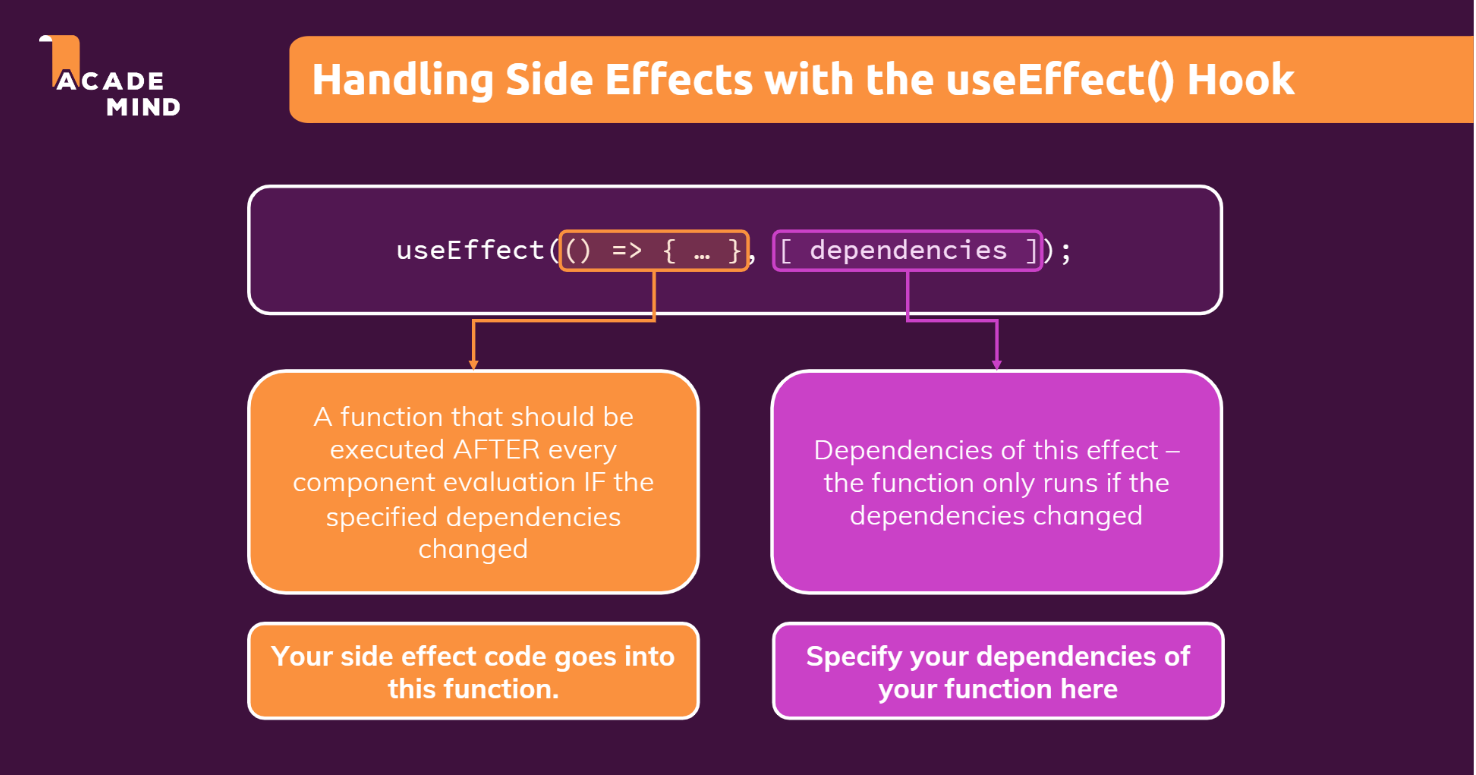 ACADE
MIND
Handling Side Effects with the useEffect() Hook
useEffect(() => { … }, [ dependencies ]);
A function that should be
executed AFTER every
component evaluation IF the
specified dependencies
changed
Dependencies of this effect –
the function only runs if the
dependencies changed
Your side effect code goes into
this function.
Specify your dependencies of
your function here